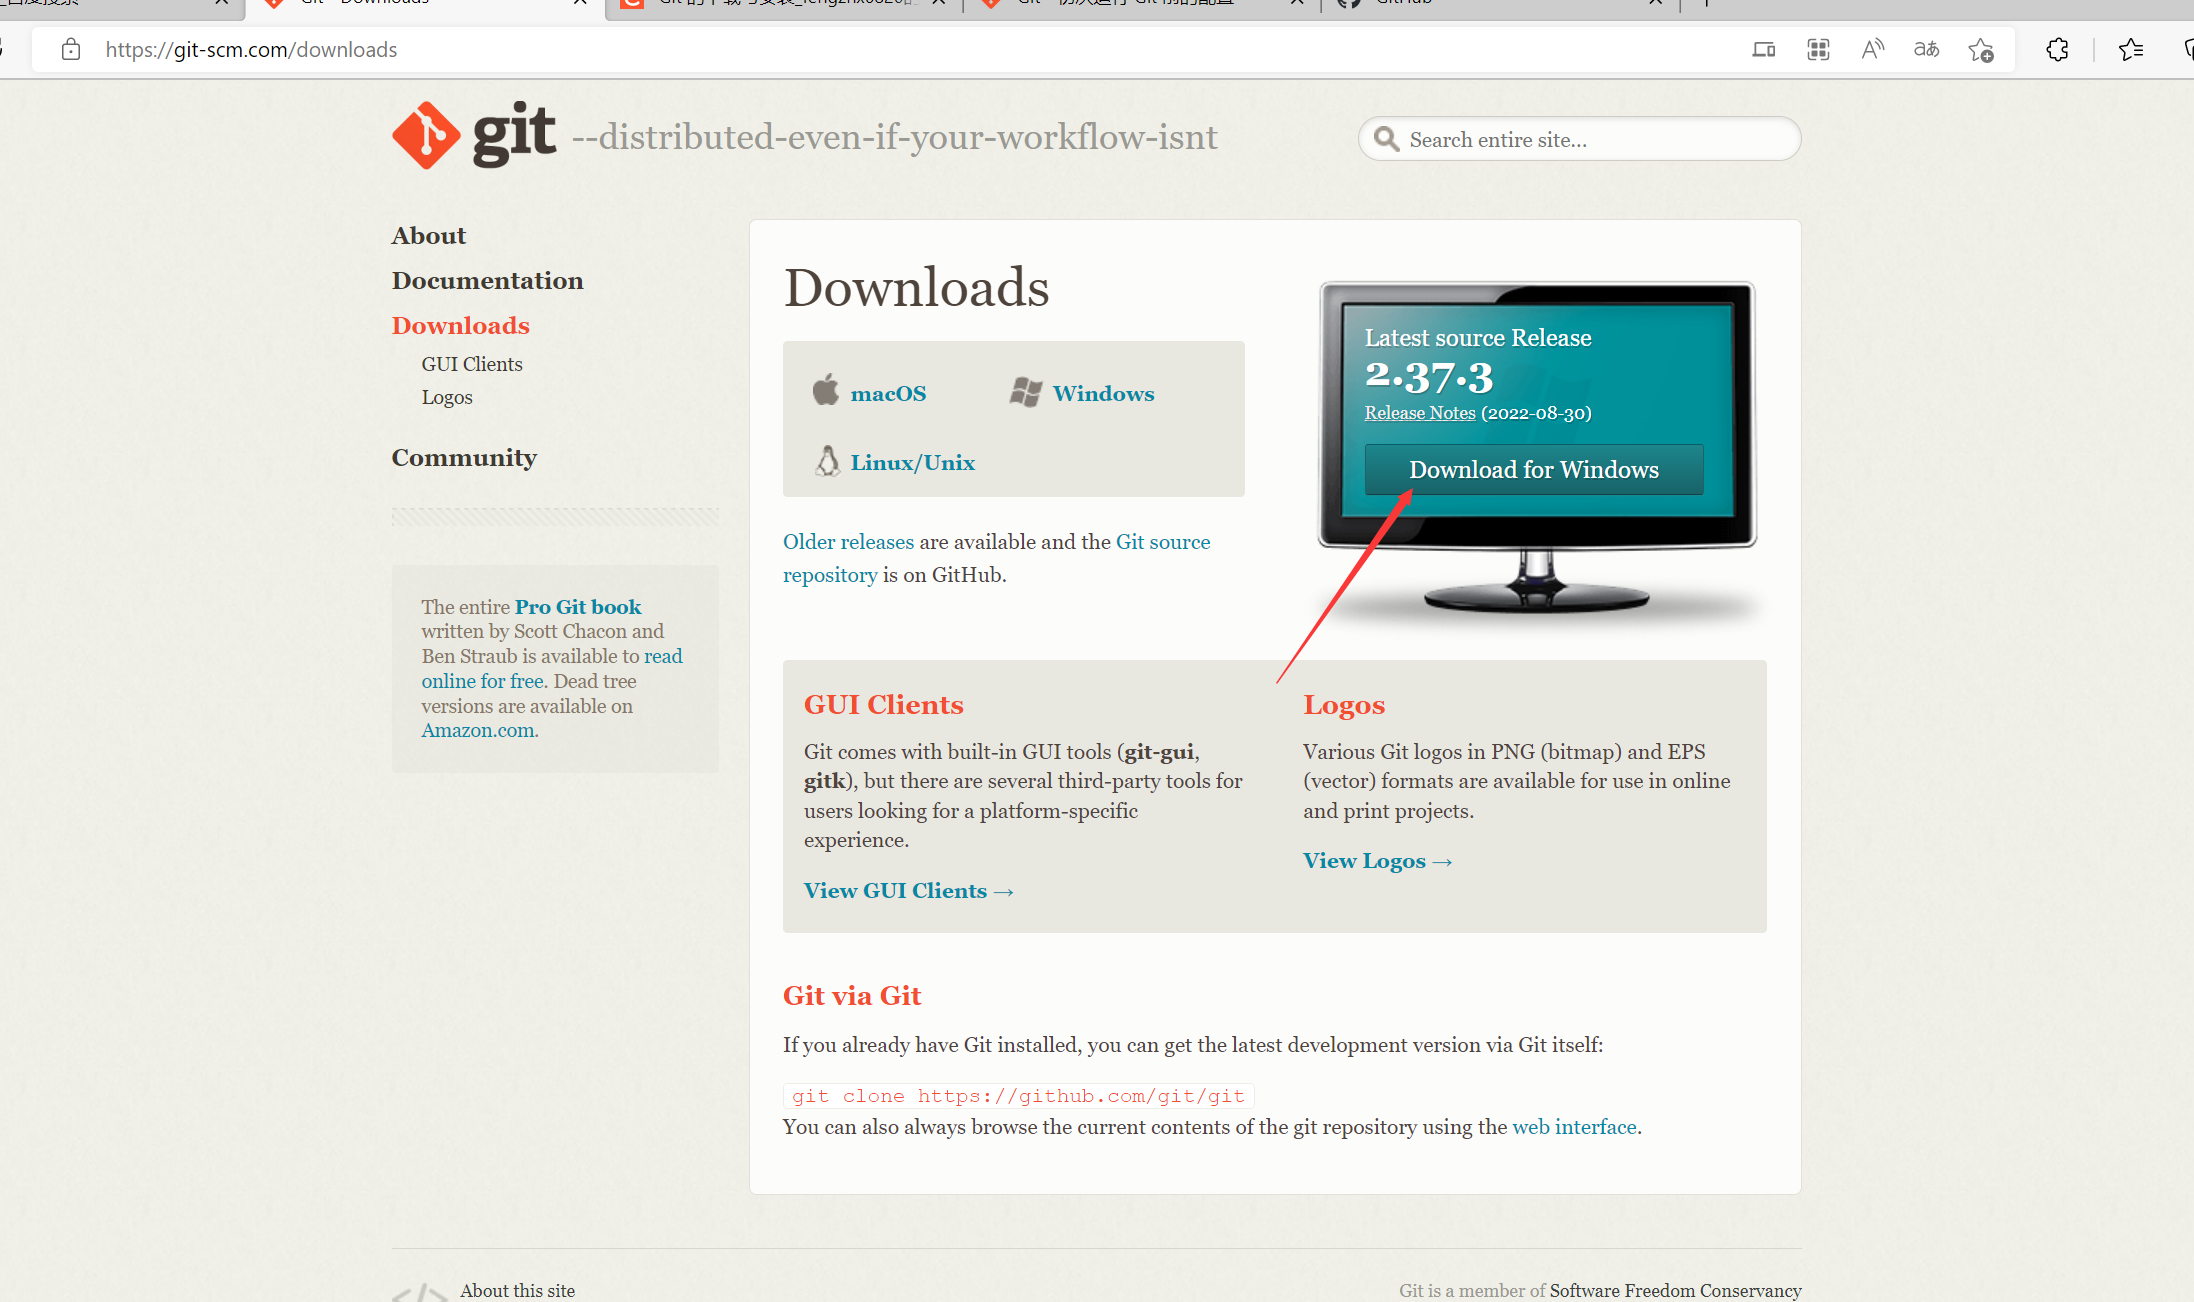 Git - Downloads
GitHub
https://git-scm.com/downloads
git --distributed-even-if-your-workflow-isnt
Search entire site...
About
Documentation
Downloads
GUI Clients
Logos
Community
The entire Pro Git book
written by Scott Chacon and
Ben Straub is available to read
online for free. Dead tree
versions are available on
Amazon.com.
Downloads
macOS
Windows
Linux/Unix
Older releases are available and the Git source
repository is on GitHub.
Latest source Release
2.37.3
Release Notes (2022-08-30)
Download for Windows
GUI Clients
Git comes with built-in GUI tools (git-gui,
gitk), but there are several third-party tools for
users looking for a platform-specific
experience.
View GUI Clients →
Logos
Various Git logos in PNG (bitmap) and EPS
(vector) formats are available for use in online
and print projects.
View Logos →
Git via Git
If you already have Git installed, you can get the latest development version via Git itself:
git clone https://github.com/git/git
You can also always browse the current contents of the git repository using the web interface.
About this site
Git is a member of Software Freedom Conservancy